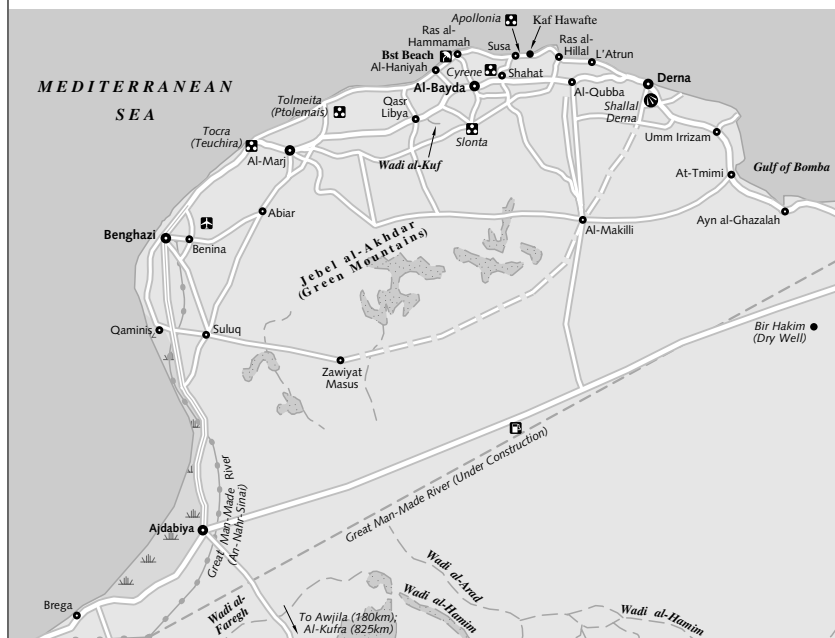 Apollonia
Kaf Hawafte
Ras al-
Hammamah
Susa
Ras al-
Hillal
L'Atrun
Bst Beach
Al-Haniyah
Cyrene
Shahat
Derna
MEDITERRANEAN
SEA
Al-Bayda
Al-Qubba
Tolmeita
(Ptolemais)
Qasr
Libya
Shallal
Derna
Tocra
(Teuchira)
Slonta
Umm Irrizam
Al-Marj
Wadi al-Kuf
At-Tmimi
Gulf of Bomba
Abiar
Ayn al-Ghazalah
Benghazi
Benina
Al-Makilli
Jebel al-Akhdar
(Green Mountains)
Qaminis
Suluq
Bir Hakim
(Dry Well)
Zawiyat
Masus
Great Man-Made River (Under Construction)
Great Man-Made River
(An-Nahr-Sinai)
Ajdabiya
Wadi al-Arad
Wadi al-Hamim
Wadi al-Hamim
Brega
Wadi al-
Faregh
To Awjila (180km);
Al-Kufra (825km)